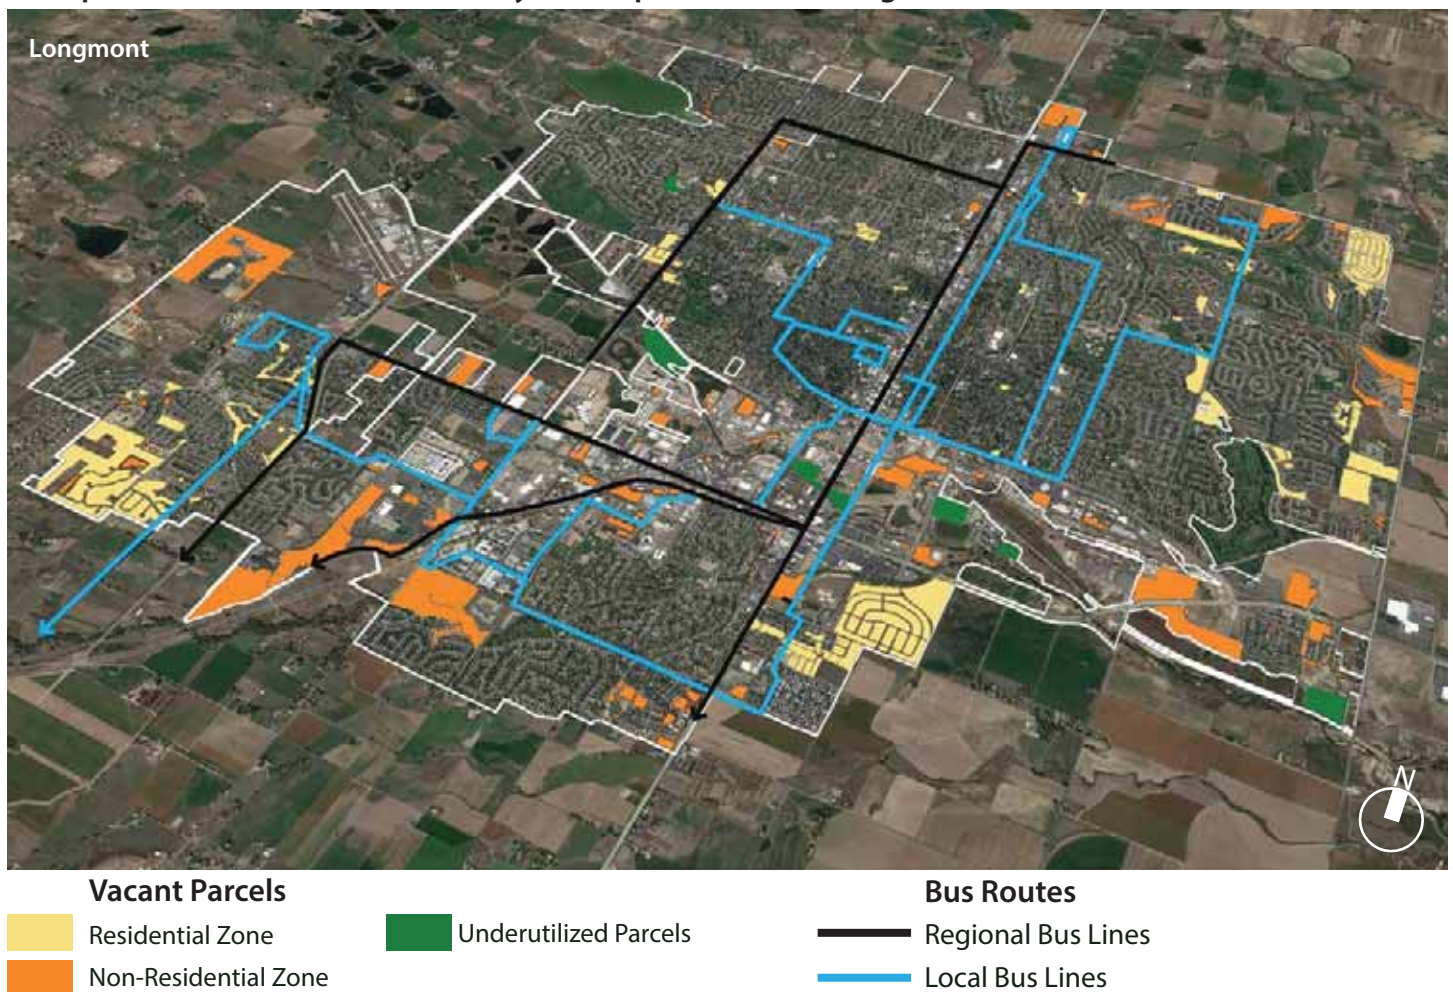 Longmont
N
Vacant Parcels
Residential Zone
Non-Residential Zone
Underutilized Parcels
Bus Routes
Regional Bus Lines
Local Bus Lines